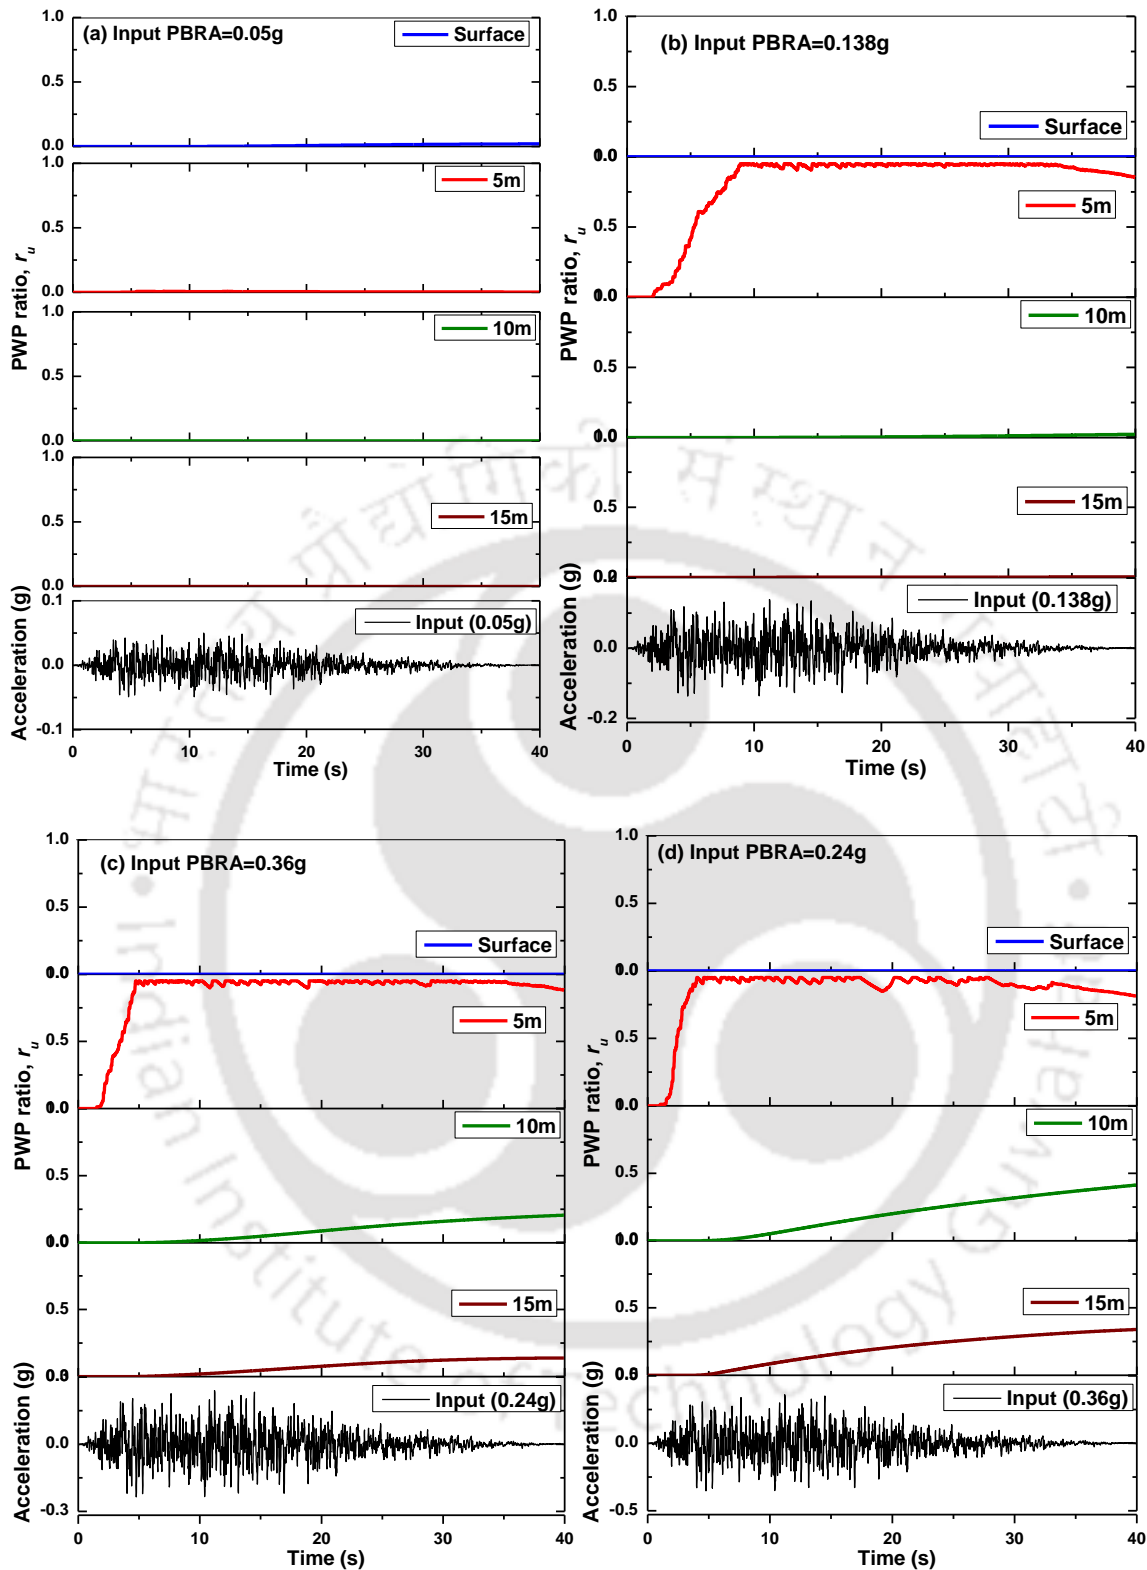 (a) Input PBRA=0.05g
Surface
1.0
0.5
0.0
5m
1.0
0.5
0.0
10m
1.0
0.5
0.0
15m
1.0
0.5
0.0
PWP ratio, ru
Input (0.05g)
0.1
0.0
-0.1
Acceleration (g)
0 10 20 30 40
Time (s)
(b) Input PBRA=0.138g
Surface
1.0
0.5
0.0
5m
0.5
0.0
10m
0.5
0.0
15m
0.5
PWP ratio, ru
Input (0.138g)
0.2
0.0
-0.2
Acceleration (g)
0 10 20 30 40
Time (s)
(c) Input PBRA=0.36g
Surface
1.0
0.5
0.0
5m
0.5
0.0
10m
0.5
0.0
15m
0.5
PWP ratio, ru
Input (0.24g)
0.0
-0.3
Acceleration (g)
0 10 20 30 40
Time (s)
(d) Input PBRA=0.24g
Surface
1.0
0.5
0.0
5m
0.5
0.0
10m
0.5
0.0
15m
0.5
PWP ratio, ru
Input (0.36g)
0.0
-0.5
Acceleration (g)
0 10 20 30 40
Time (s)
Indian Institute of Technology Guwahati